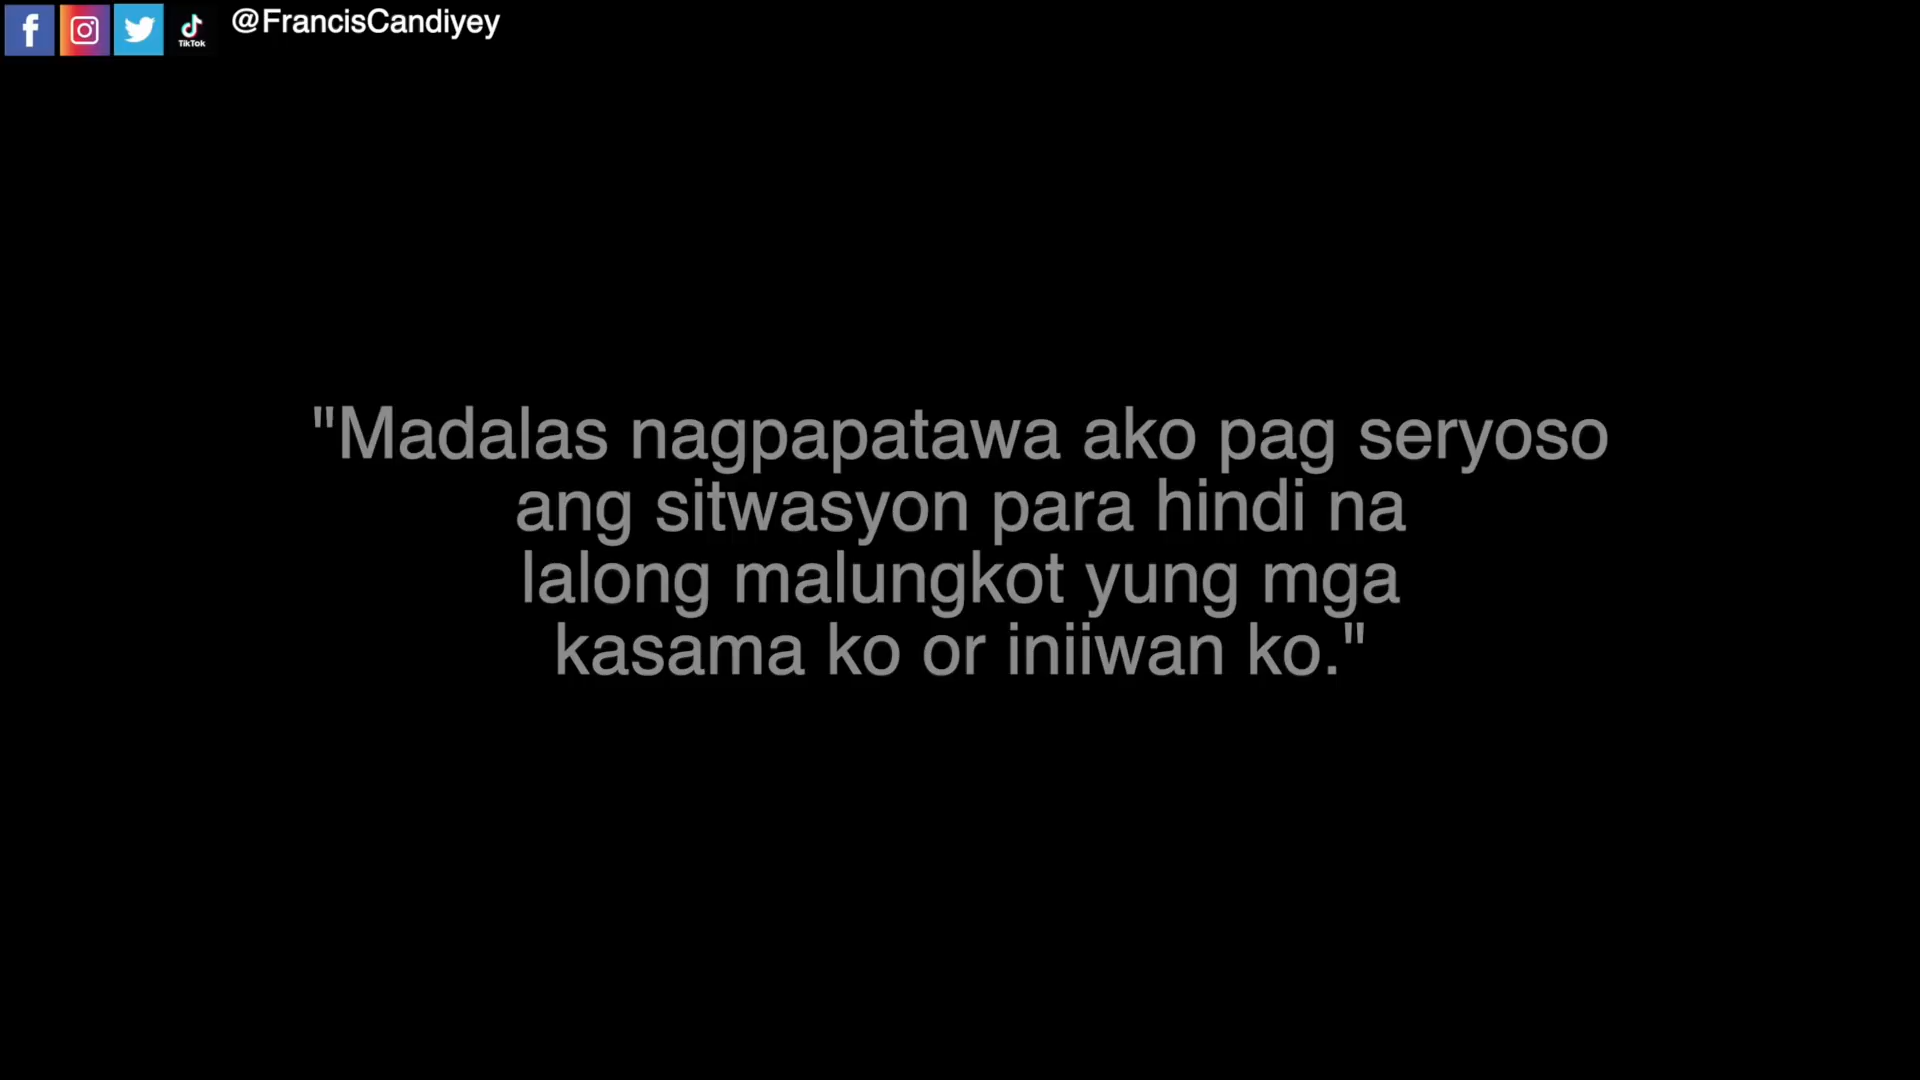 f
TikTok
@FrancisCandiyey
"Madalas nagpapatawa ako pag seryoso
ang sitwasyon para hindi na
lalong malungkot yung mga
kasama ko or iniiwan ko."